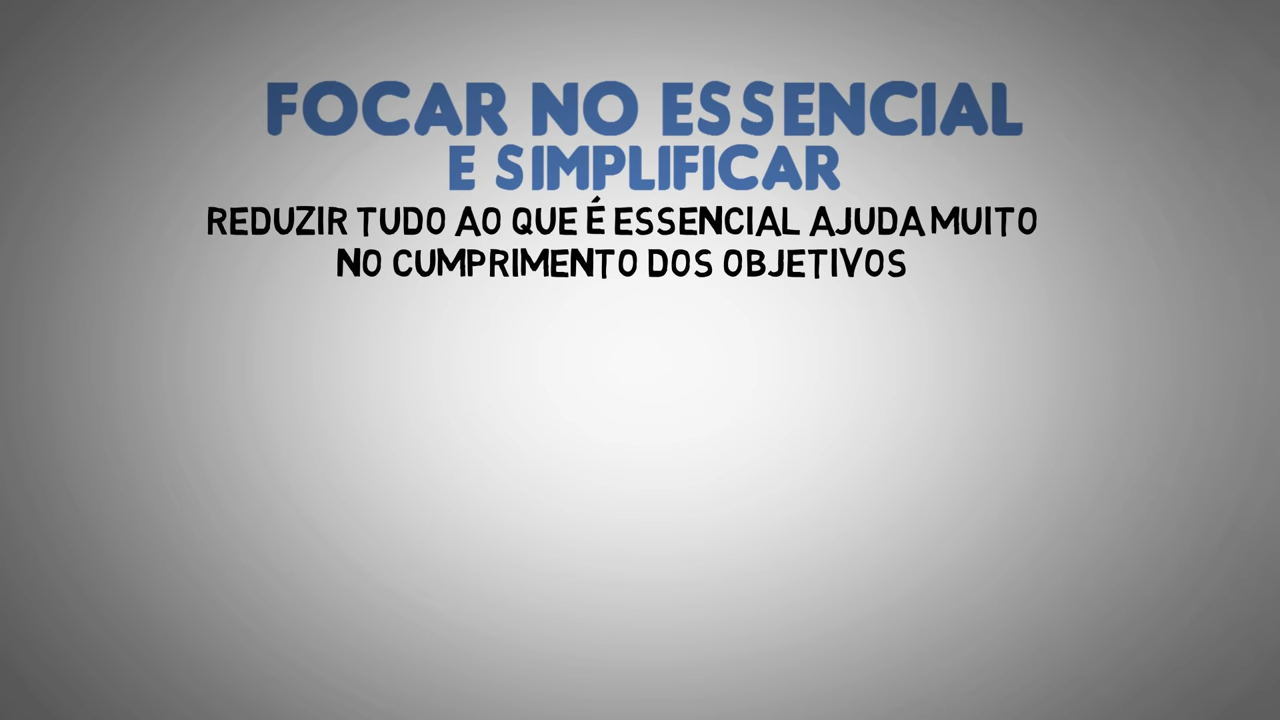 FOCAR NO ESSENCIAL
E SIMPLIFICAR
REDUZIR TUDO AO QUE É ESSENCIAL AJUDA MUITO
NO CUMPRIMENTO DOS OBJETIVOS